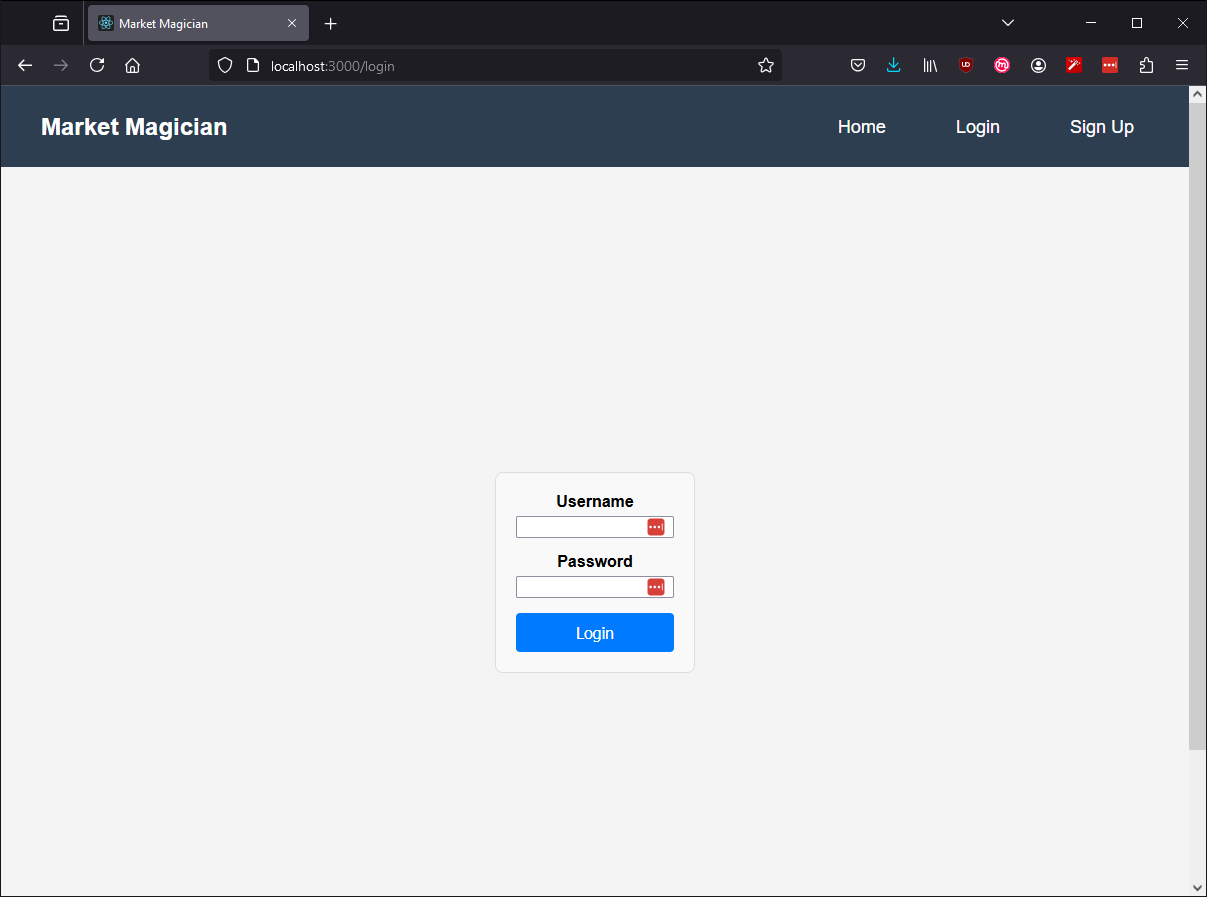 Market Magician
localhost:3000/login
Market Magician
Home
Login
Sign Up
Username
Password
Login